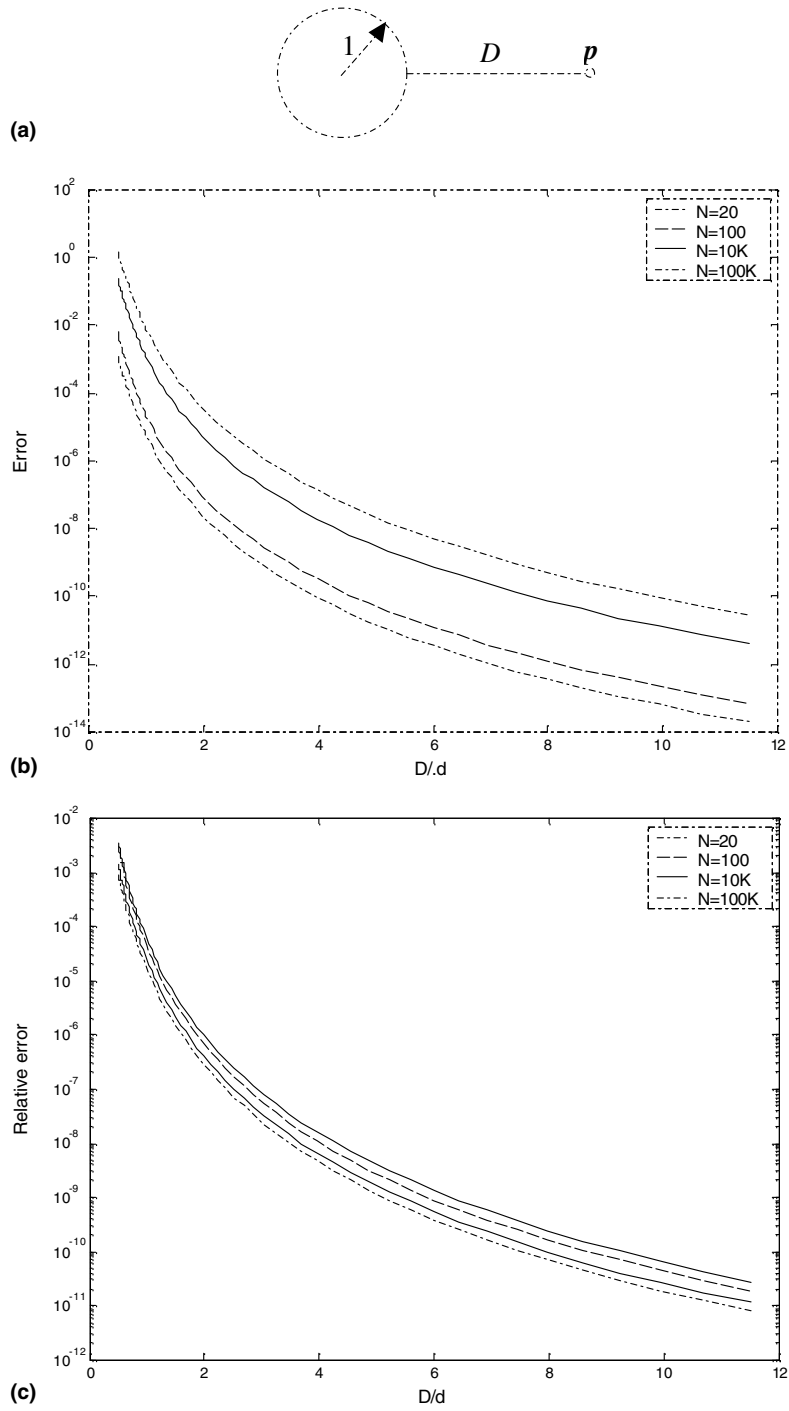 1
D
p
(a)
10^2
10^0
10^-2
10^-4
10^-6
10^-8
10^-10
10^-12
10^-14
Error
N=20
N=100
N=10K
N=100K
0 2 4 6 8 10 12
D/.d
(b)
10^-2
10^-3
10^-4
10^-5
10^-6
10^-7
10^-8
10^-9
10^-10
10^-11
10^-12
Relative error
N=20
N=100
N=10K
N=100K
0 2 4 6 8 10 12
D/d
(c)